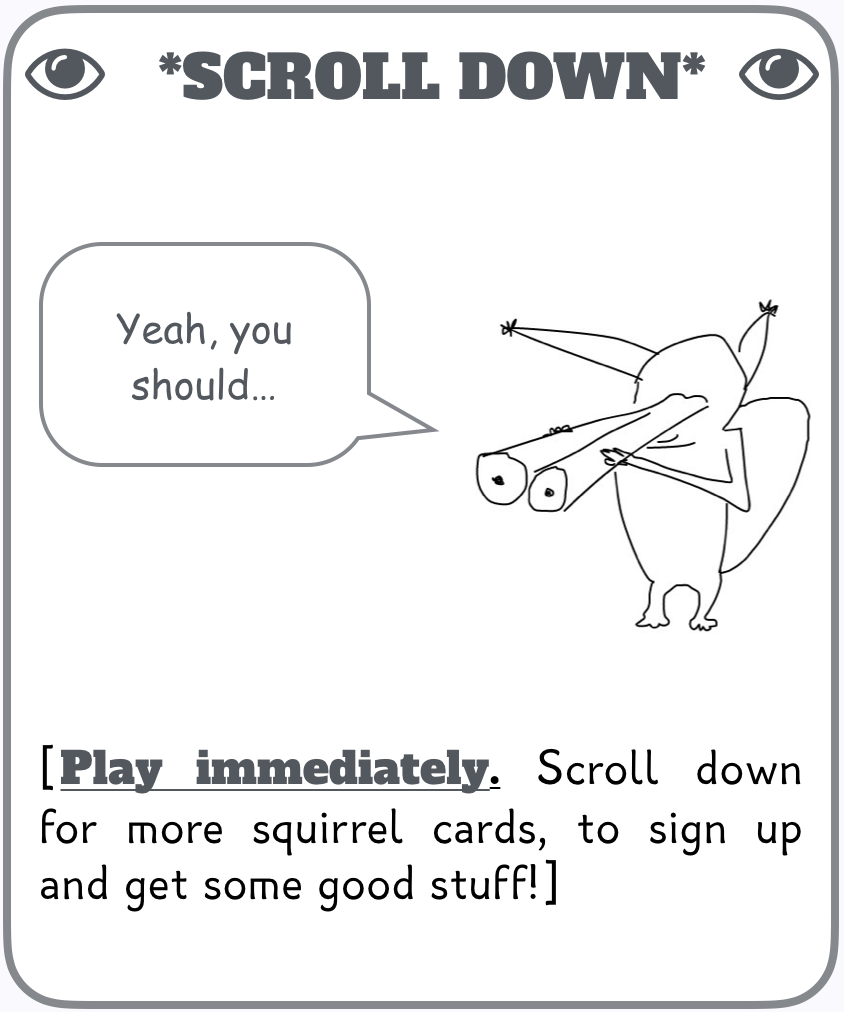 *SCROLL DOWN*
Yeah, you
should...
[Play immediately. Scroll down
for more squirrel cards, to sign up
and get some good stuff!]